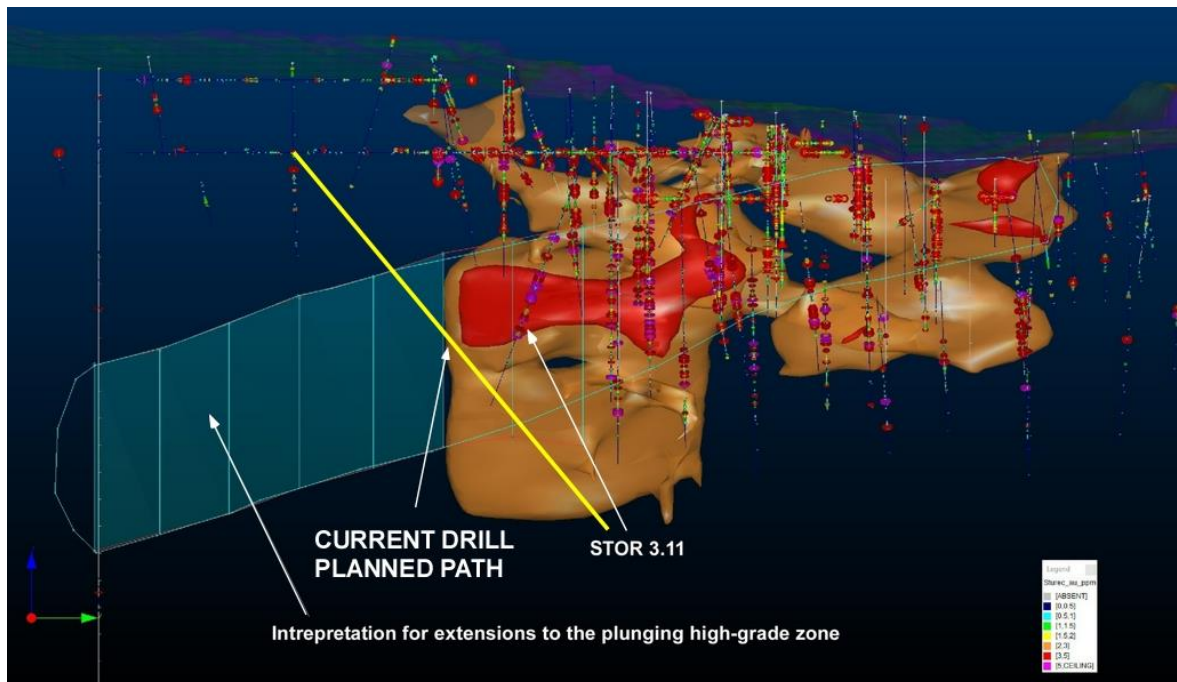 CURRENT DRILL
PLANNED PATH
STOR 3.11
Intrepretation for extensions to the plunging high-grade zone
Legend
Sturec_au_ppm
[ABSENT]
[0,0.5]
[0.5,1]
[1,1.5]
[1.5,2]
[2,3]
[3,5]
[5,CEILING]